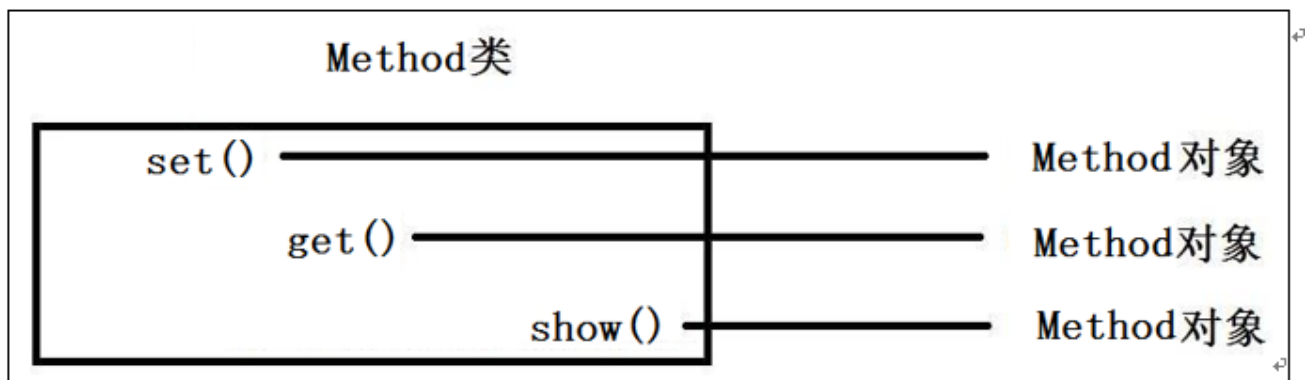 Method类
set() Method对象
get() Method对象
show() Method对象